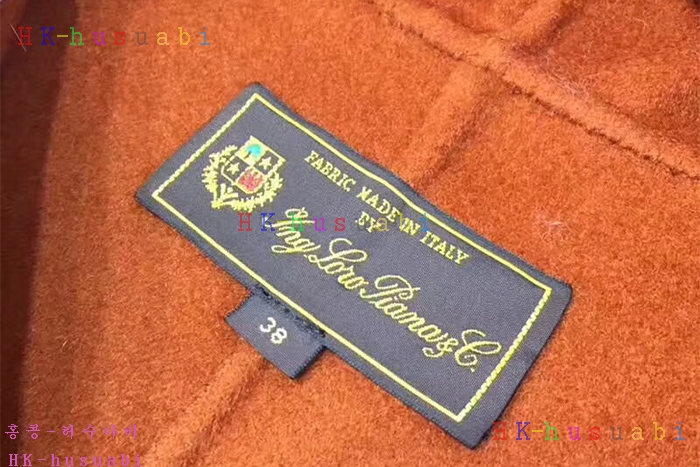 HK-husuabi
FABRIC MADE IN ITALY
BY
HK-husuabi
Ing Loro Piana & C.
38
홍콩-하수아비
HK-husuabi
HK-husuabi